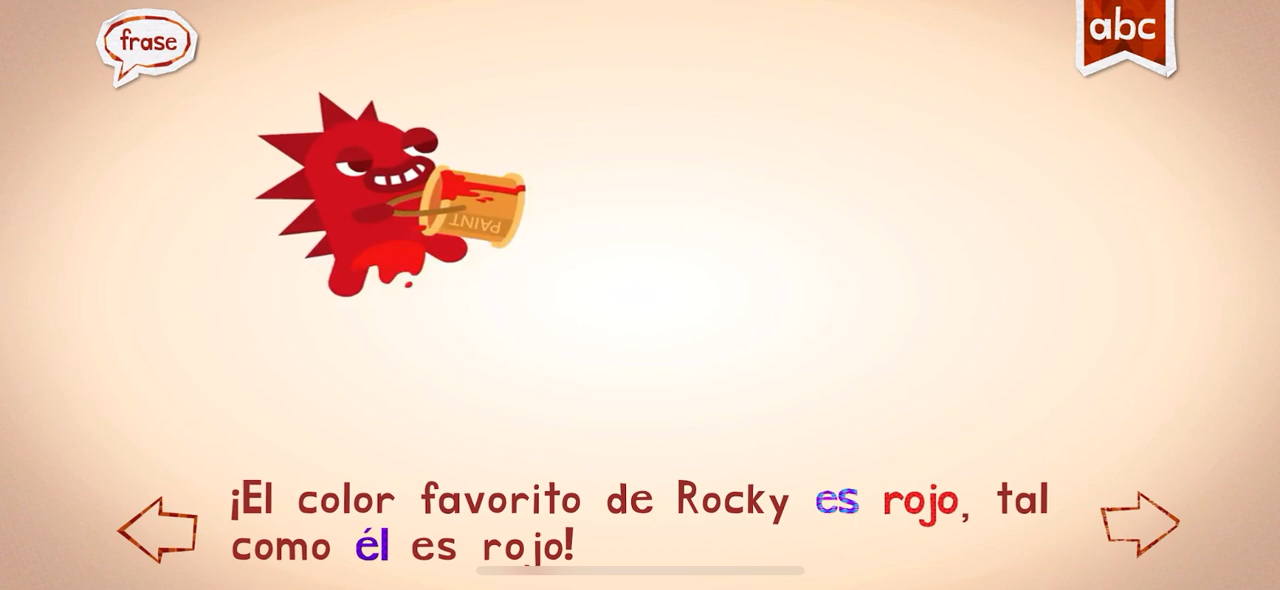 frase
abc
PAINT
¡El color favorito de Rocky es rojo, tal
como él es rojo!